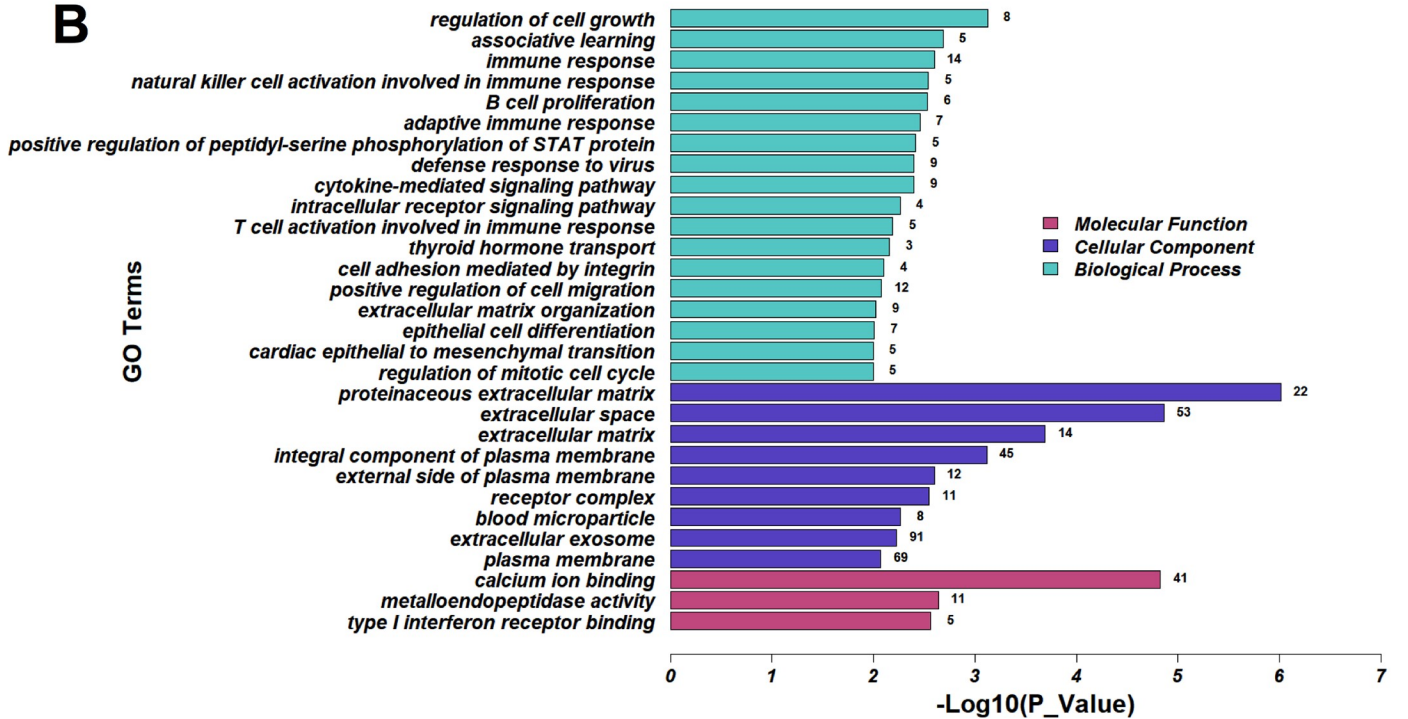 B
regulation of cell growth 8
associative learning 5
immune response 14
natural killer cell activation involved in immune response 5
B cell proliferation 6
adaptive immune response 7
positive regulation of peptidyl-serine phosphorylation of STAT protein 5
defense response to virus 9
cytokine-mediated signaling pathway 9
intracellular receptor signaling pathway 4
T cell activation involved in immune response 5
thyroid hormone transport 3
cell adhesion mediated by integrin 4
positive regulation of cell migration 12
extracellular matrix organization 9
epithelial cell differentiation 7
cardiac epithelial to mesenchymal transition 5
regulation of mitotic cell cycle 5
proteinaceous extracellular matrix 22
extracellular space 53
extracellular matrix 14
integral component of plasma membrane 45
external side of plasma membrane 12
receptor complex 11
blood microparticle 8
extracellular exosome 91
plasma membrane 69
calcium ion binding 41
metalloendopeptidase activity 11
type I interferon receptor binding 5
GO Terms
Molecular Function
Cellular Component
Biological Process
0 1 2 3 4 5 6 7
-Log10(P_Value)